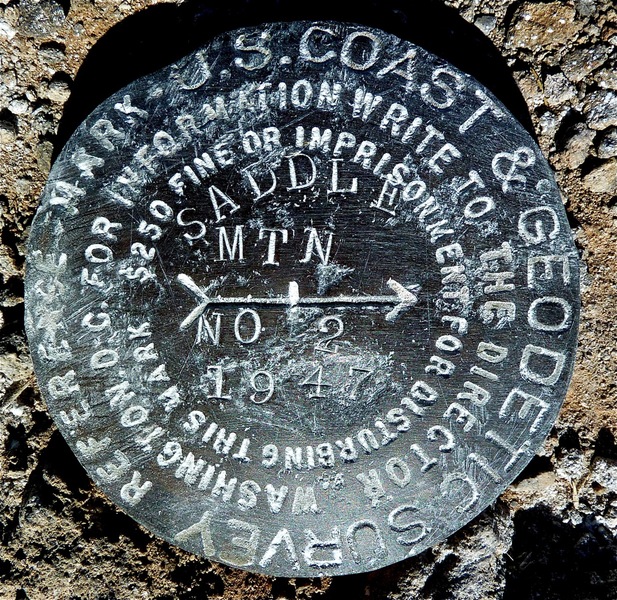 U.S. COAST & GEODETIC SURVEY REFERENCE MARK
FOR INFORMATION WRITE TO THE DIRECTOR, WASHINGTON, D.C.
$250 FINE OR IMPRISONMENT FOR DISTURBING THIS MARK
SADDLE
MTN
NO 2
1947